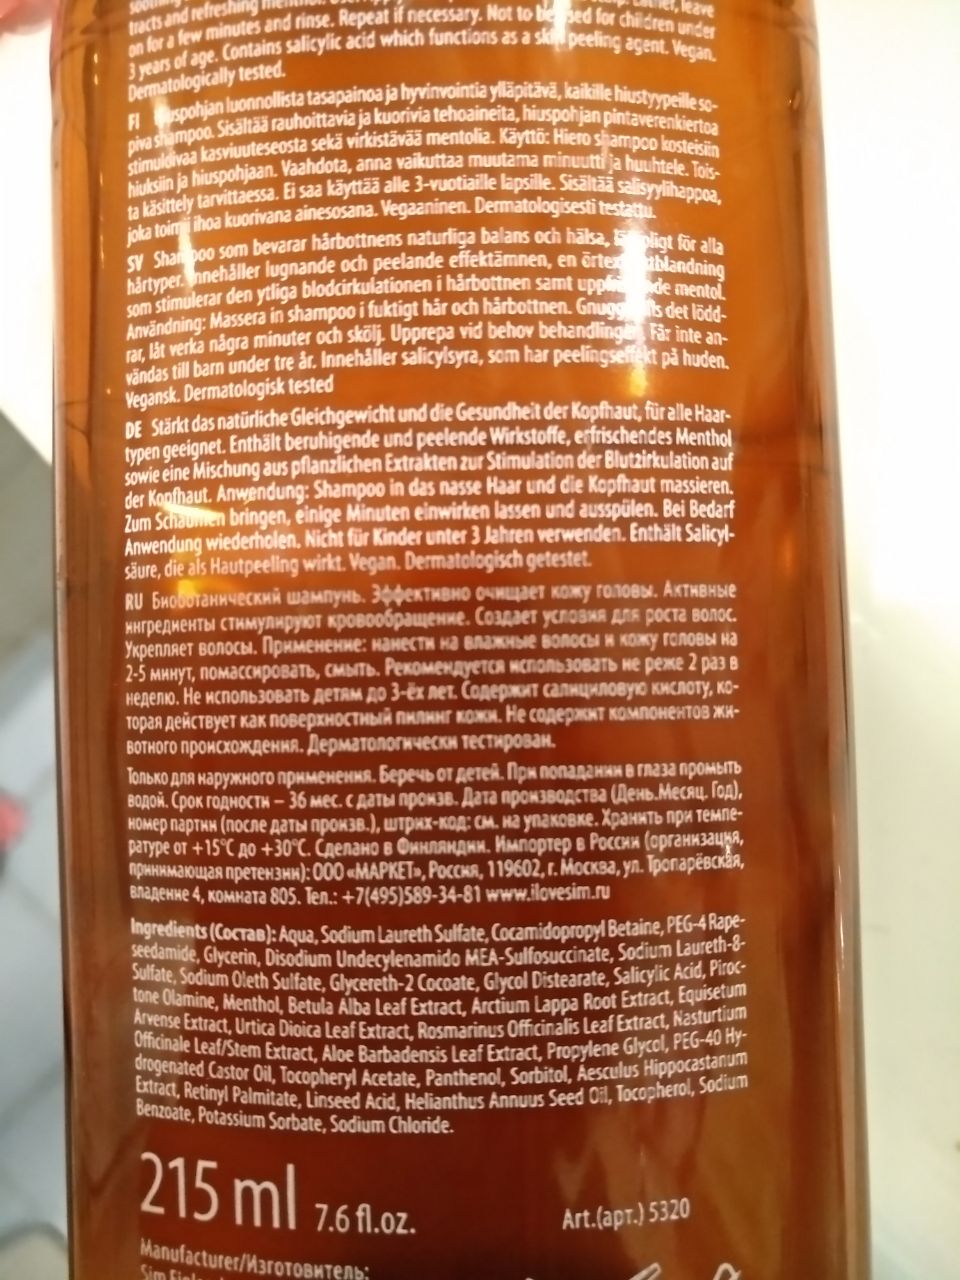 tracts and refreshing menthol.
on for a few minutes and rinse. Repeat if necessary. Not to be used for children under
3 years of age. Contains salicylic acid which functions as a skin peeling agent. Vegan.
Dermatologically tested.
FI Hiuspohjan luonnollista tasapainoa ja hyvinvointia ylläpitävä, kaikille hiustyypeille so-
piva shampoo. Sisältää rauhoittavia ja kuorivia tehoaineita, hiuspohjan pintaverenkiertoa
stimuloivaa kasviuuteseosta sekä virkistävää mentolia. Käyttö: Hiero shampoo kosteisiin
hiuksiin ja hiuspohjaan. Vaahdota, anna vaikuttaa muutama minuutti ja huuhtele. Tois-
ta käsittely tarvittaessa. Ei saa käyttää alle 3-vuotiaille lapsille. Sisältää salisyylihappoa,
joka toimii ihoa kuorivana ainesosana. Vegaaninen. Dermatologisesti testattu.
SV Shampoo som bevarar hårbottnens naturliga balans och hälsa, lämpligt för alla
hårtyper. Innehåller lugnande och peelande effektämnen, en örtextraktblandning
som stimulerar den ytliga blodcirkulationen i hårbottnen samt uppfriskande mentol.
Användning: Massera in shampoo i fuktigt hår och hårbottnen. Gnugga tills det lödd-
rar, låt verka några minuter och skölj. Upprepa vid behov behandlingen. Får inte an-
vändas till barn under tre år. Innehåller salicylsyra, som har peelingseffekt på huden.
Vegansk. Dermatologisk tested
DE Stärkt das natürliche Gleichgewicht und die Gesundheit der Kopfhaut, für alle Haar-
typen geeignet. Enthält beruhigende und peelende Wirkstoffe, erfrischendes Menthol
sowie eine Mischung aus pflanzlichen Extrakten zur Stimulation der Blutzirkulation auf
der Kopfhaut. Anwendung: Shampoo in das nasse Haar und die Kopfhaut massieren.
Zum Schäumen bringen, einige Minuten einwirken lassen und ausspülen. Bei Bedarf
Anwendung wiederholen. Nicht für Kinder unter 3 Jahren verwenden. Enthält Salicyl-
säure, die als Hautpeeling wirkt. Vegan. Dermatologisch getestet.
RU Биоботанический шампунь. Эффективно очищает кожу головы. Активные
ингредиенты стимулируют кровообращение. Создает условия для роста волос.
Укрепляет волосы. Применение: нанести на влажные волосы и кожу головы на
2-5 минут, помассировать, смыть. Рекомендуется использовать не реже 2 раз в
неделю. Не использовать детям до 3-ёх лет. Содержит салициловую кислоту, ко-
торая действует как поверхностный пилинг кожи. Не содержит компонентов жи-
вотного происхождения. Дерматологически тестирован.
Только для наружного применения. Беречь от детей. При попадании в глаза промыть
водой. Срок годности – 36 мес. с даты произв. Дата производства (День.Месяц. Год),
номер партии (после даты произв.), штрих-код: см. на упаковке. Хранить при темпе-
ратуре от +15°C до +30°C. Сделано в Финляндии. Импортер в России (организация,
принимающая претензии): ООО «МАРКЕТ», Россия, 119602, г. Москва, ул. Тропарёвская,
владение 4, комната 805. Тел.: +7(495)589-34-81 www.ilovesim.ru
Ingredients (Состав): Aqua, Sodium Laureth Sulfate, Cocamidopropyl Betaine, PEG-4 Rape-
seedamide, Glycerin, Disodium Undecylenamido MEA-Sulfosuccinate, Sodium Laureth-8-
Sulfate, Sodium Oleth Sulfate, Glycereth-2 Cocoate, Glycol Distearate, Salicylic Acid, Piroc-
tone Olamine, Menthol, Betula Alba Leaf Extract, Arctium Lappa Root Extract, Equisetum
Arvense Extract, Urtica Dioica Leaf Extract, Rosmarinus Officinalis Leaf Extract, Nasturtium
Officinale Leaf/Stem Extract, Aloe Barbadensis Leaf Extract, Propylene Glycol, PEG-40 Hy-
drogenated Castor Oil, Tocopheryl Acetate, Panthenol, Sorbitol, Aesculus Hippocastanum
Extract, Retinyl Palmitate, Linseed Acid, Helianthus Annuus Seed Oil, Tocopherol, Sodium
Benzoate, Potassium Sorbate, Sodium Chloride.
215 ml 7.6 fl.oz.
Art.(арт.) 5320
Manufacturer/Изготовитель: